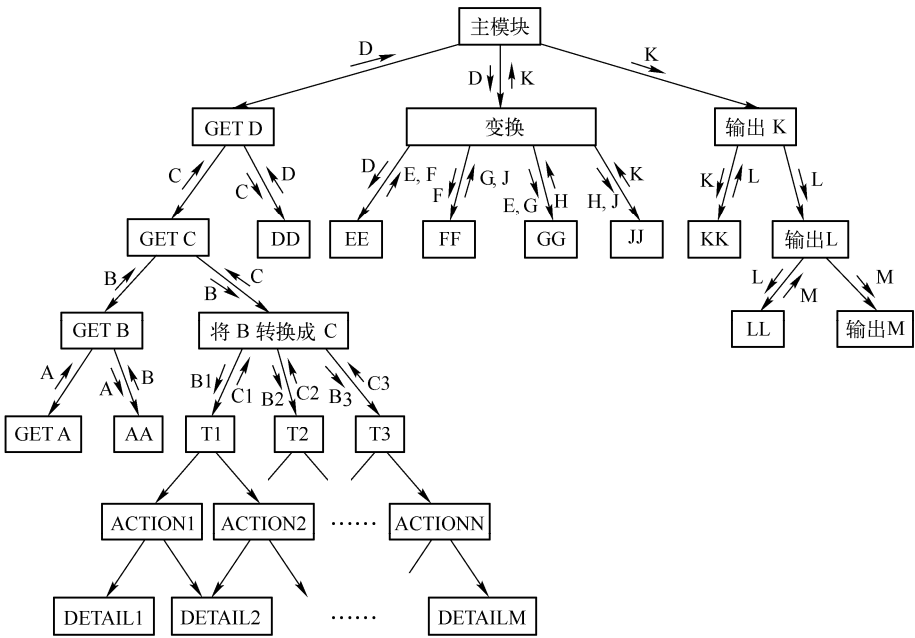 主模块
D
D
K
K
GET D
变换
输出 K
C
C
D
D
E, F
F
G, J
E, G
H
H, J
K
K
L
L
GET C
DD
EE
FF
GG
JJ
KK
输出L
B
B
C
L
M
M
GET B
将 B 转换成 C
LL
输出M
A
A
B
B1
C1
B2
C2
B3
C3
GET A
AA
T1
T2
T3
ACTION1
ACTION2
……
ACTIONN
DETAIL1
DETAIL2
……
DETAILM